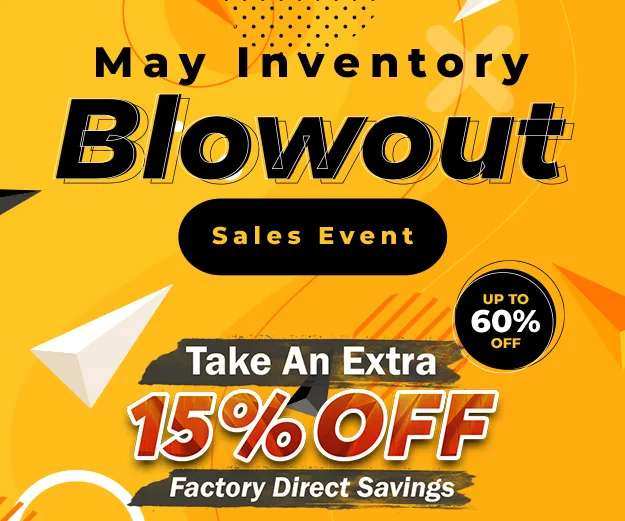 May Inventory
Blowout
Sales Event
UP TO
60%
OFF
Take An Extra
15% OFF
Factory Direct Savings